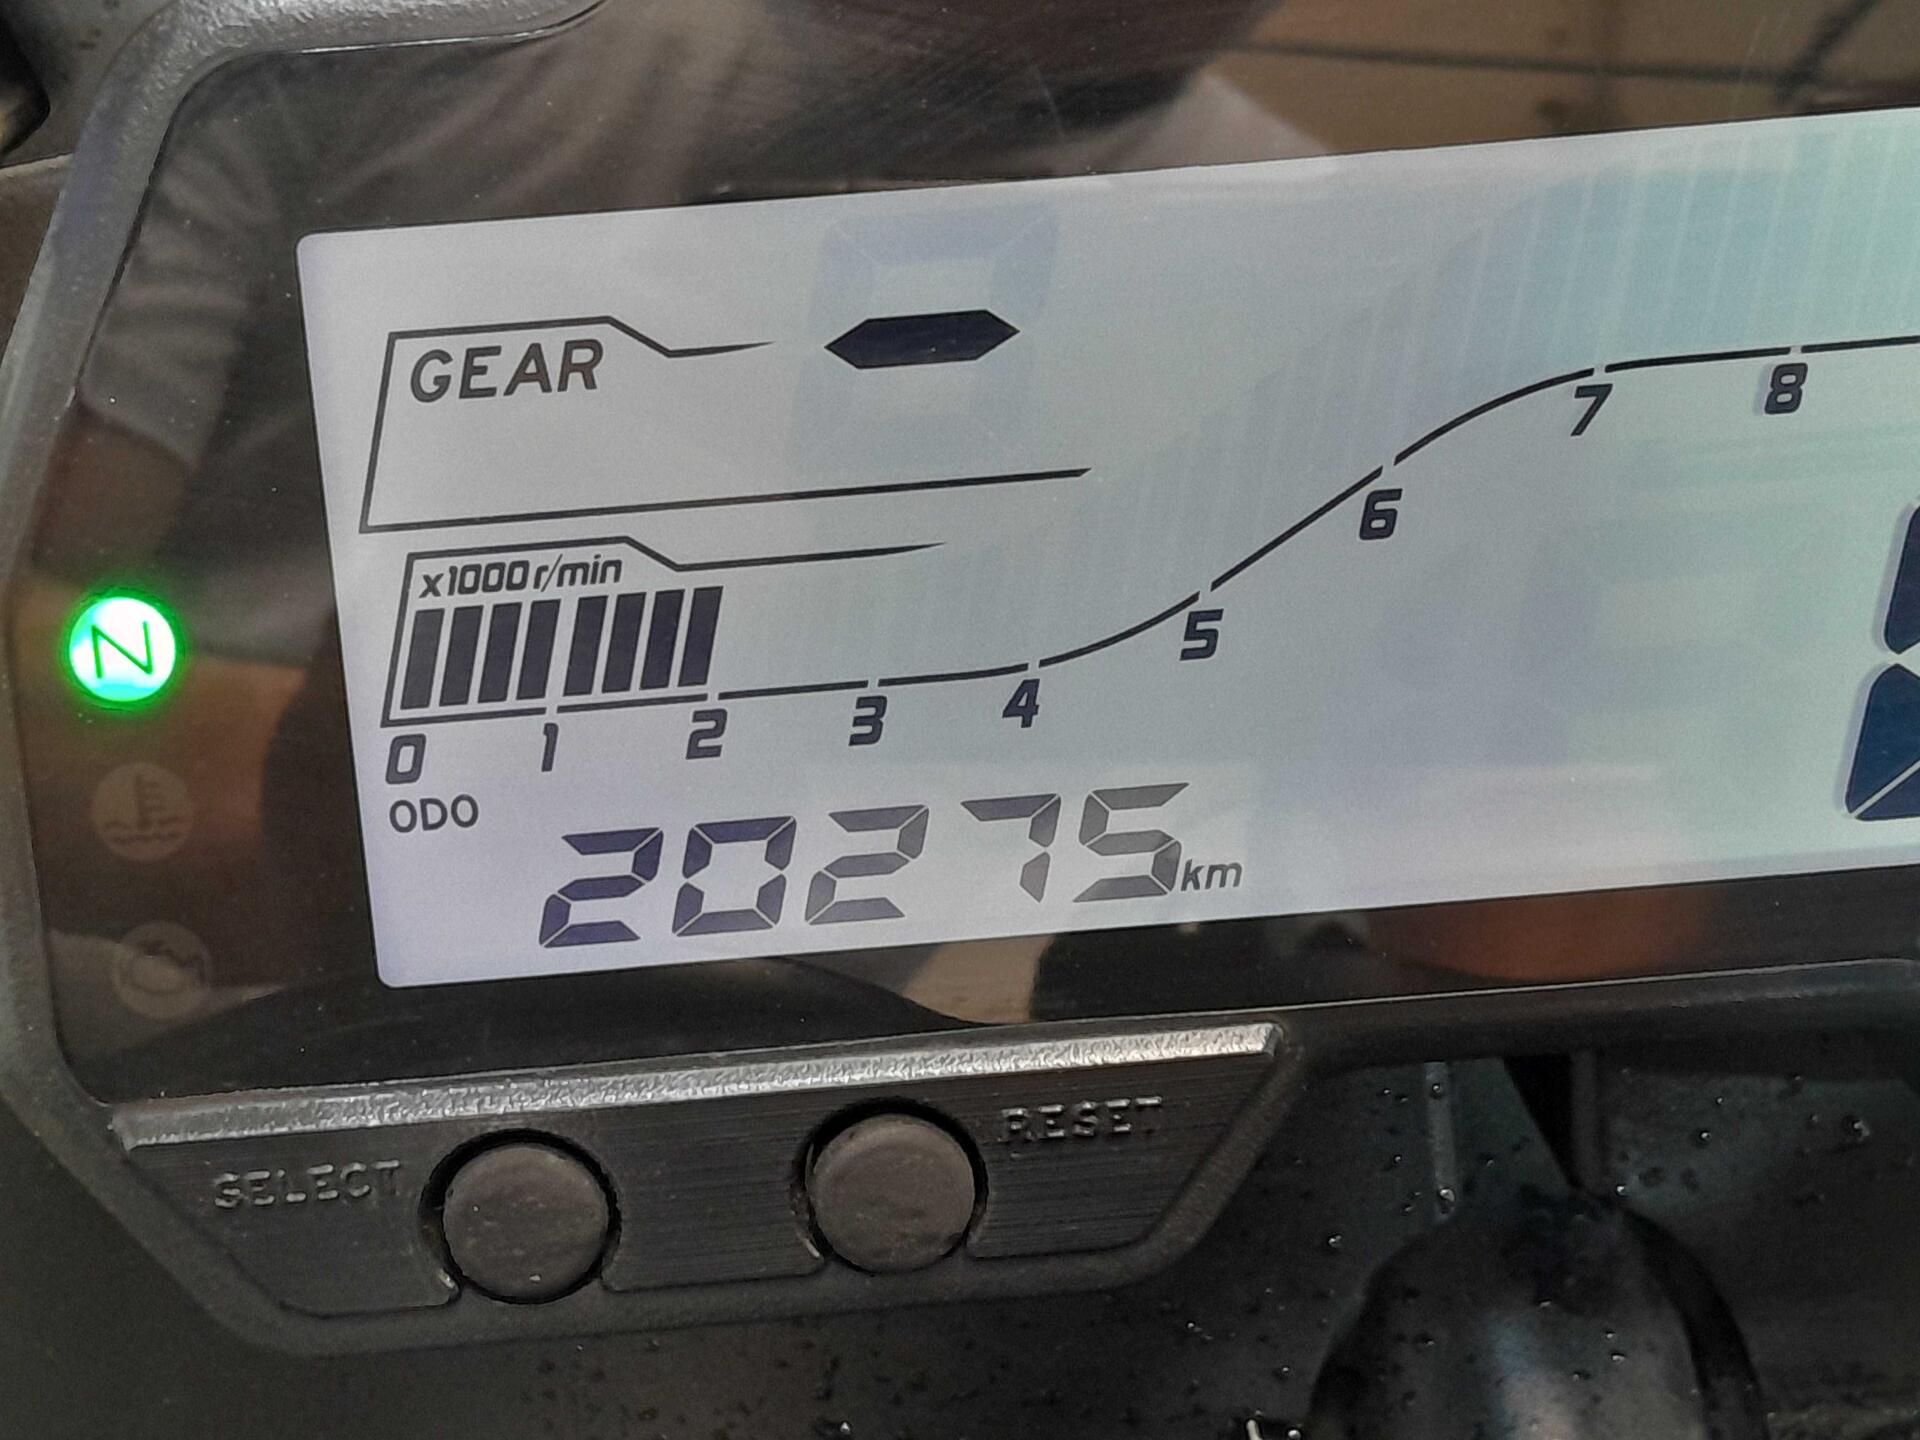 GEAR
x1000r/min
N
0 1 2 3 4 5 6 7 8
ODO
20275km
SELECT
RESET